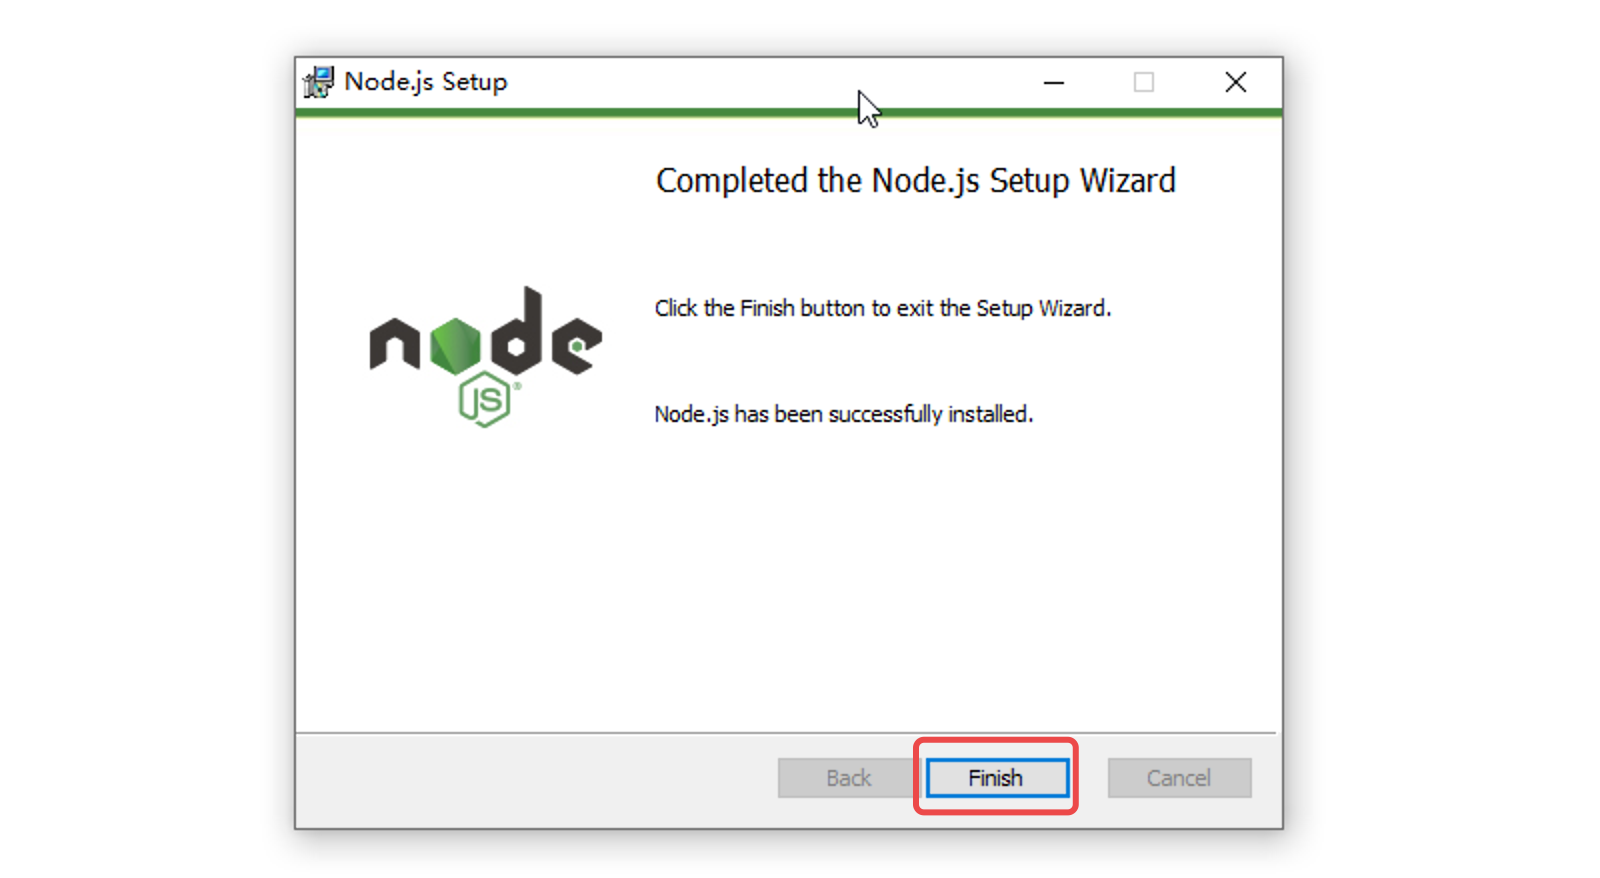 Node.js Setup
Completed the Node.js Setup Wizard
Click the Finish button to exit the Setup Wizard.
node
JS®
Node.js has been successfully installed.
Back
Finish
Cancel